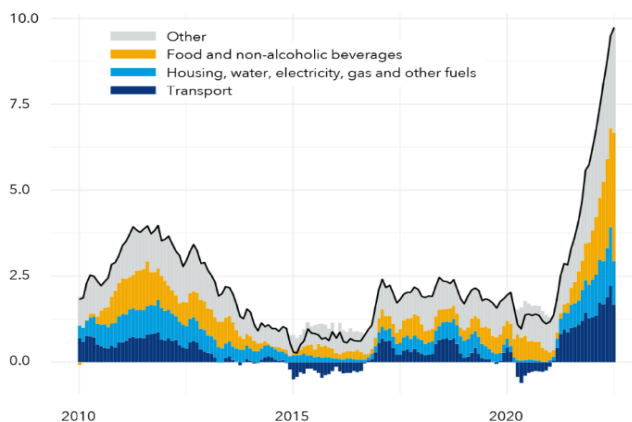 10.0
Other
Food and non-alcoholic beverages
Housing, water, electricity, gas and other fuels
Transport
7.5
5.0
2.5
0.0
2010 2015 2020